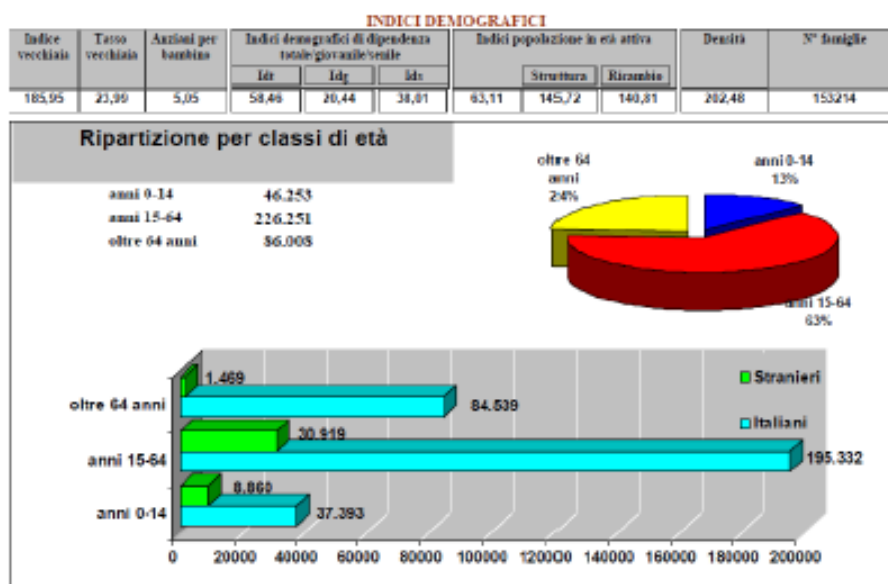 INDICI DEMOGRAFICI
Indice vecchiaia
Tasso vecchiaia
Anziani per bambino
Indici demografici di dipendenza totale/giovanile/senile
Indici popolazione in età attiva
Densità
N° famiglie
Idt Idg Ids Struttura Ricambio
185,95 23,99 5,05 58,46 20,44 38,01 63,11 145,72 140,81 202,48 153214
Ripartizione per classi di età
anni 0-14 46.253
anni 15-64 226.251
oltre 64 anni 86.008
oltre 64
anni
24%
anni 0-14
13%
anni 15-64
63%
1.469
Stranieri
oltre 64 anni
84.539
30.919
Italiani
anni 15-64
195.332
8.860
anni 0-14
37.393
0 20000 40000 60000 80000 100000 120000 140000 160000 180000 200000